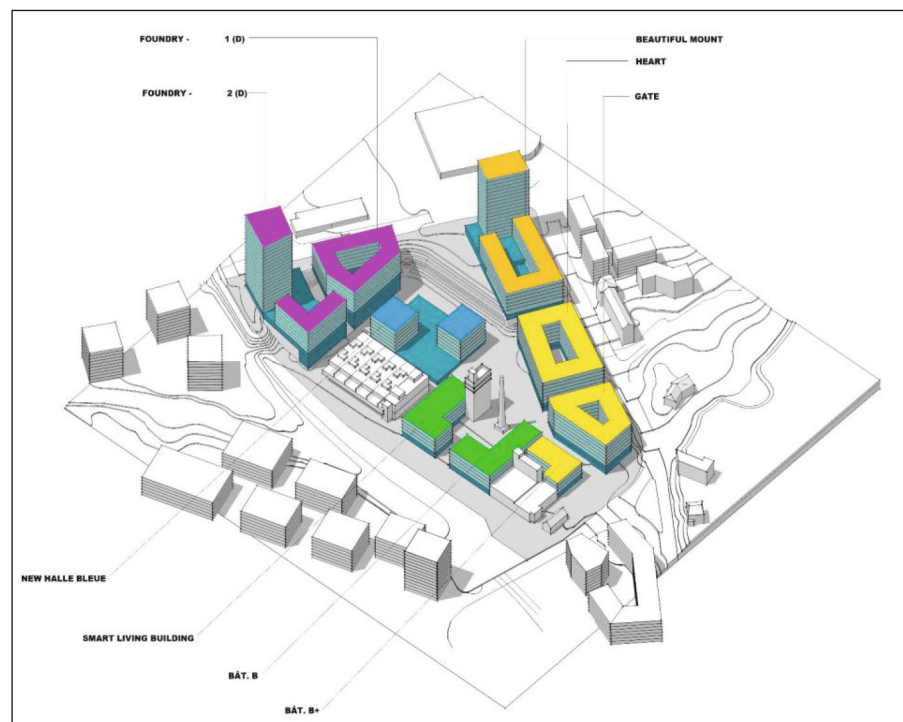 FOUNDRY - 1 (D)
BEAUTIFUL MOUNT
HEART
FOUNDRY - 2 (D)
GATE
NEW HALLE BLEUE
SMART LIVING BUILDING
BÂT. B
BÂT. B+